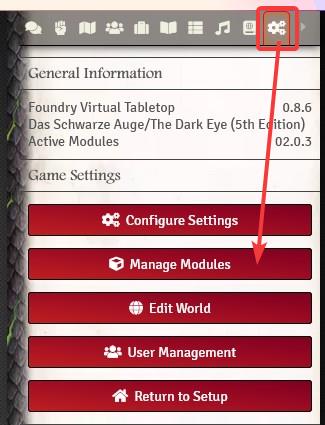 General Information
Foundry Virtual Tabletop 0.8.6
Das Schwarze Auge/The Dark Eye (5th Edition)
Active Modules 02.0.3
Game Settings
Configure Settings
Manage Modules
Edit World
User Management
Return to Setup